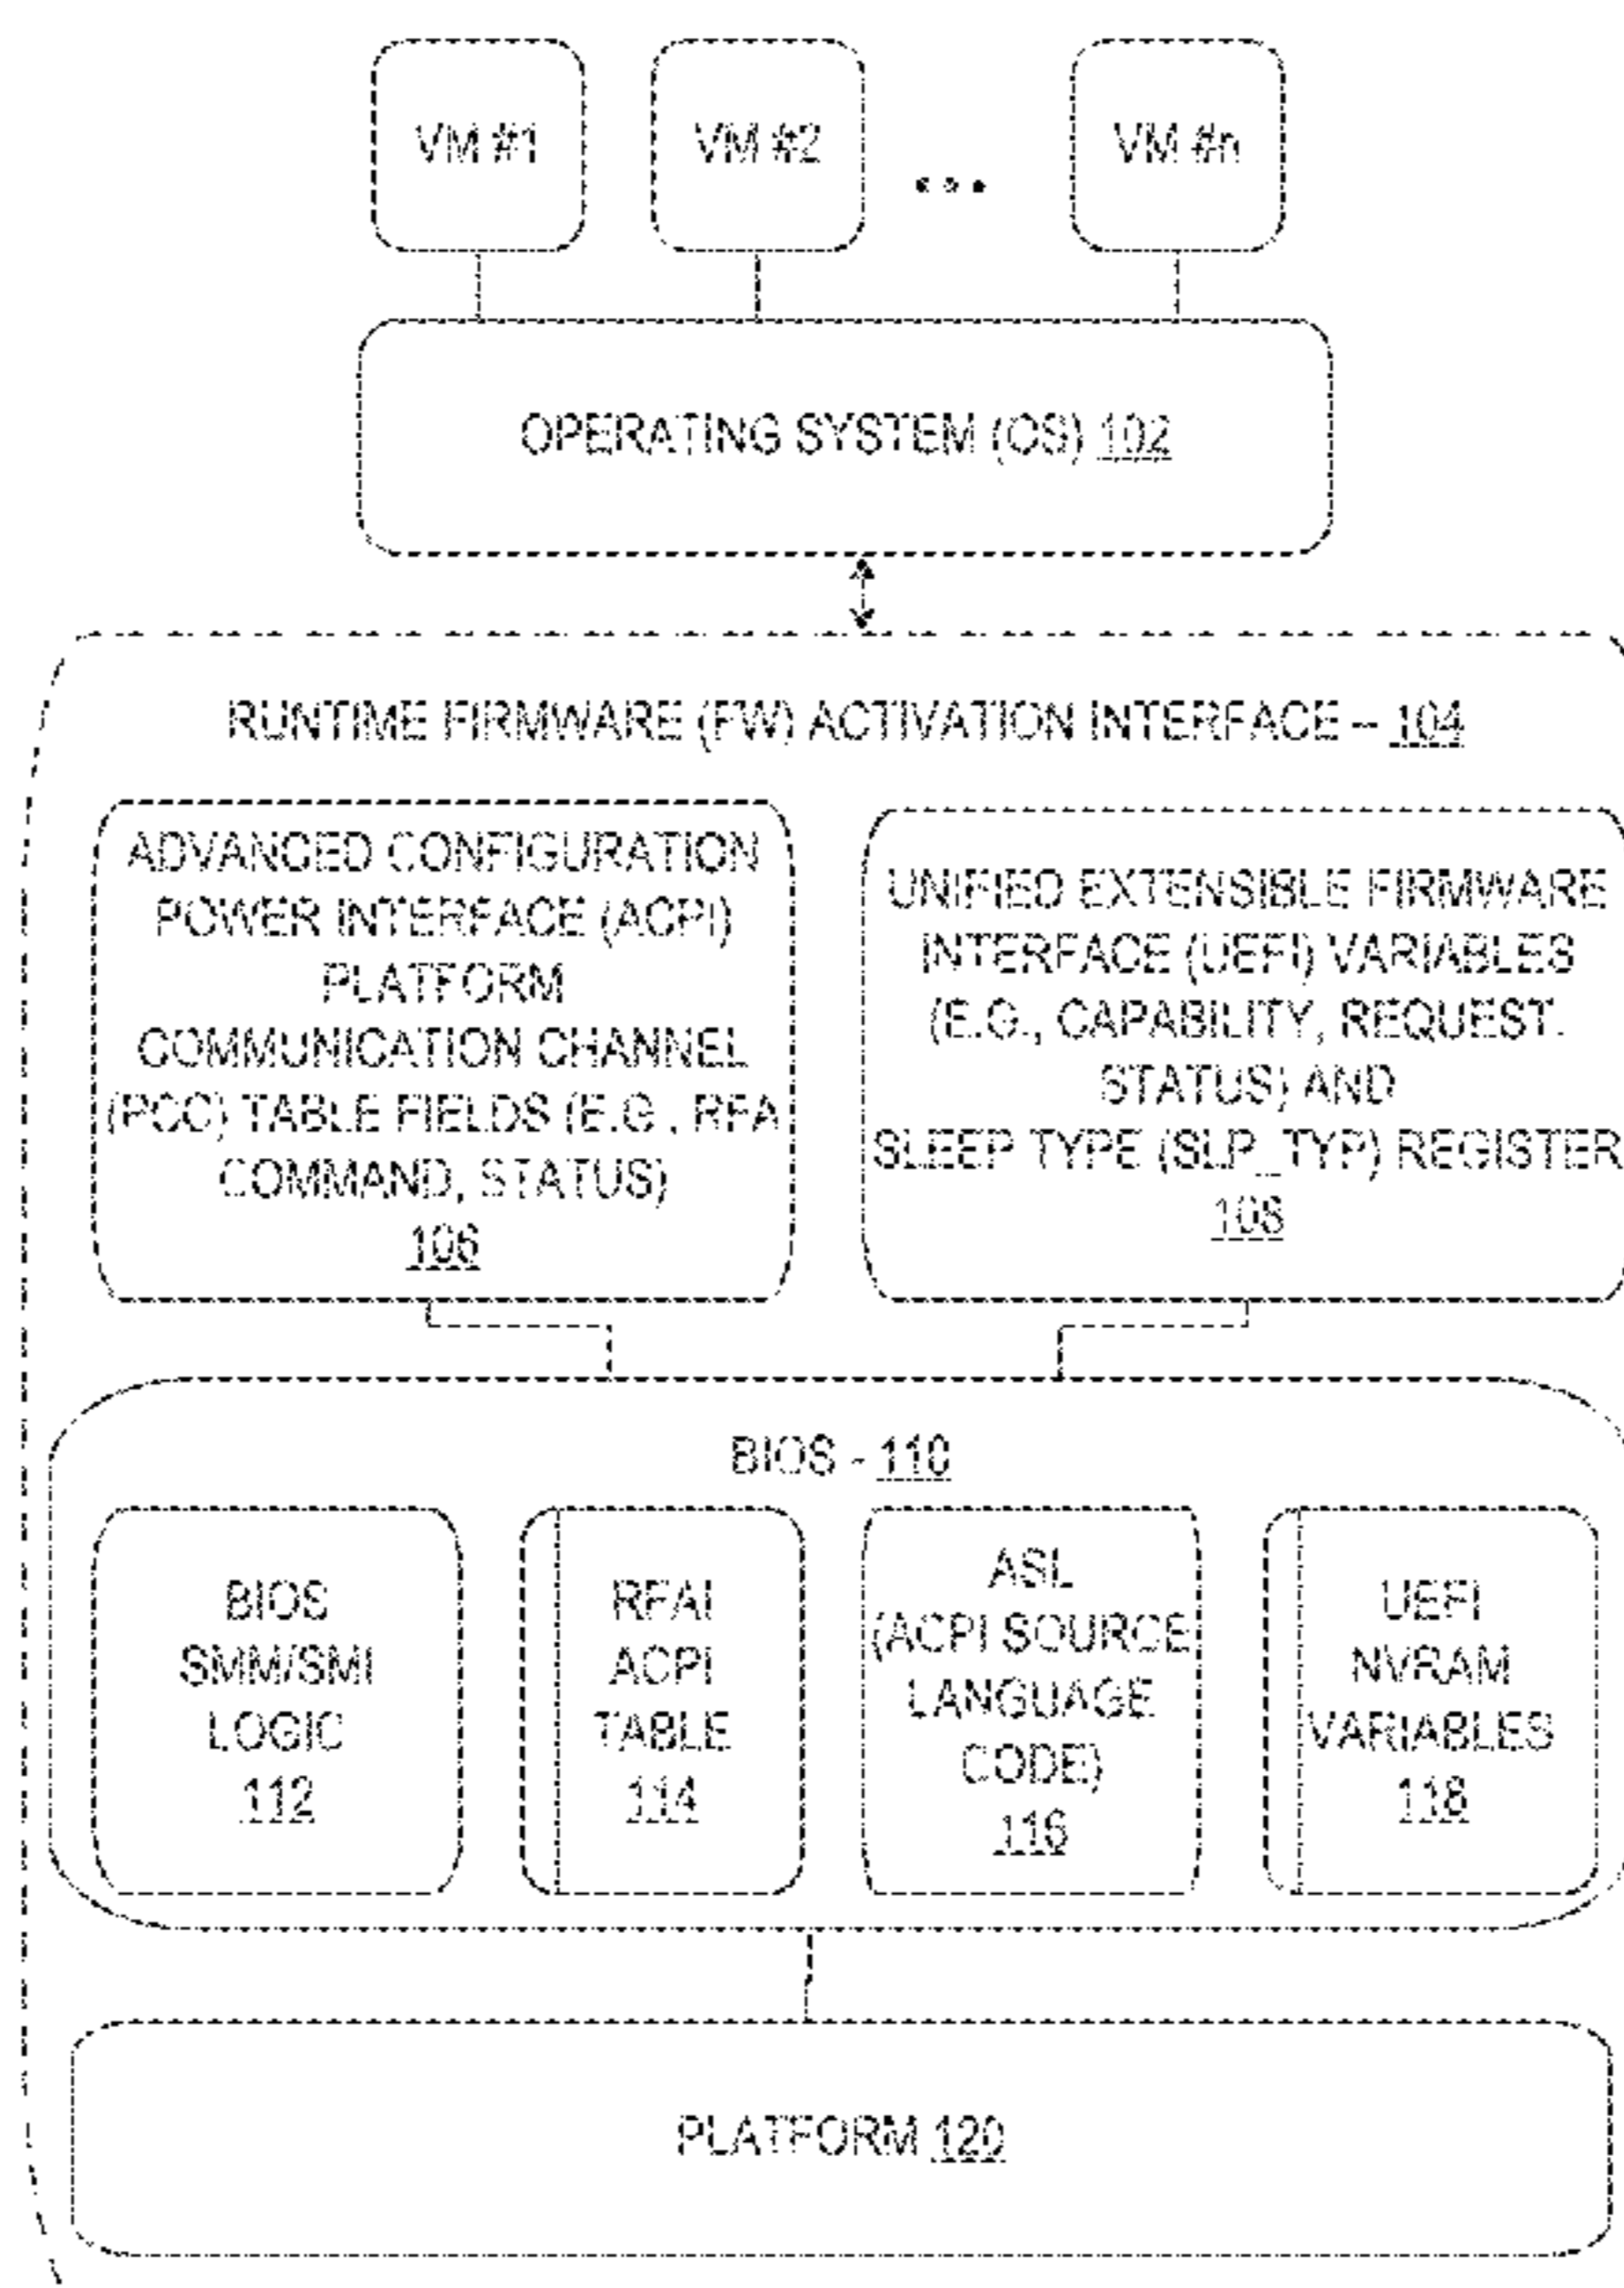 VM #1
VM #2
...
VM #n
OPERATING SYSTEM (OS) 102
RUNTIME FIRMWARE (FW) ACTIVATION INTERFACE – 104
ADVANCED CONFIGURATION
POWER INTERFACE (ACPI)
PLATFORM
COMMUNICATION CHANNEL
(PCC) TABLE FIELDS (E.G., RFA
COMMAND, STATUS)
106
UNIFIED EXTENSIBLE FIRMWARE
INTERFACE (UEFI) VARIABLES
(E.G., CAPABILITY, REQUEST.
STATUS) AND
SLEEP TYPE (SLP_TYP) REGISTER
108
BIOS - 110
BIOS
SMM/SMI
LOGIC
112
RFAI
ACPI
TABLE
114
ASL
(ACPI SOURCE
LANGUAGE
CODE)
116
UEFI
NVRAM
VARIABLES
118
PLATFORM 120